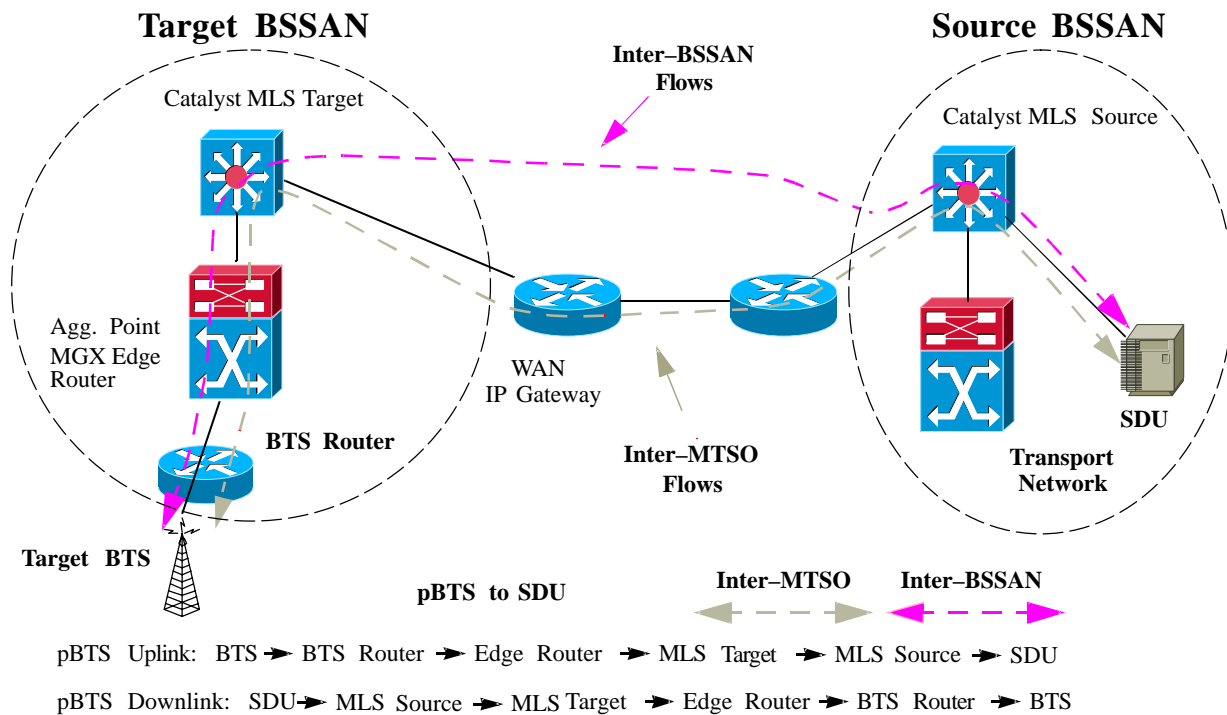 Target BSSAN
Source BSSAN
Inter–BSSAN
Flows
Catalyst MLS Target
Catalyst MLS Source
Agg. Point
MGX Edge
Router
WAN
IP Gateway
SDU
BTS Router
Inter–MTSO
Flows
Transport
Network
Target BTS
pBTS to SDU
Inter–MTSO
Inter–BSSAN
pBTS Uplink: BTS → BTS Router → Edge Router → MLS Target → MLS Source → SDU
pBTS Downlink: SDU → MLS Source → MLS Target → Edge Router → BTS Router → BTS